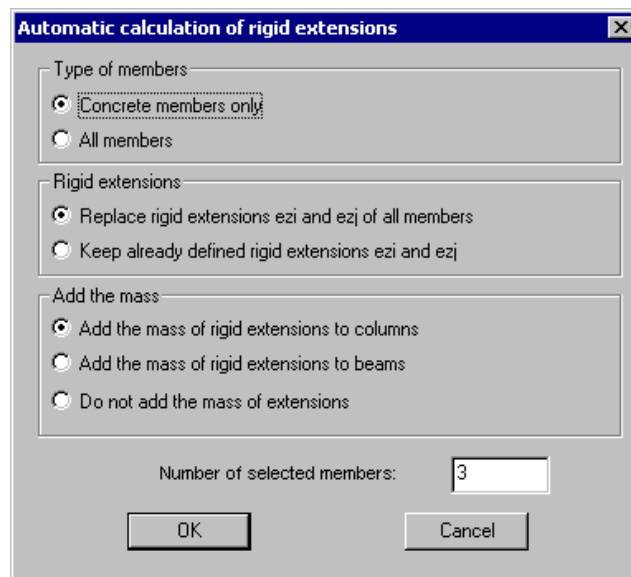 Automatic calculation of rigid extensions
Type of members
Concrete members only
All members
Rigid extensions
Replace rigid extensions ezi and ezj of all members
Keep already defined rigid extensions ezi and ezj
Add the mass
Add the mass of rigid extensions to columns
Add the mass of rigid extensions to beams
Do not add the mass of extensions
Number of selected members: 3
OK Cancel